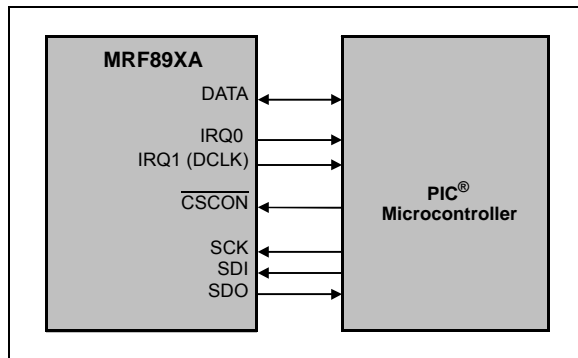 MRF89XA
DATA
IRQ0
IRQ1 (DCLK)
CSCON
SCK
SDI
SDO
PIC®
Microcontroller